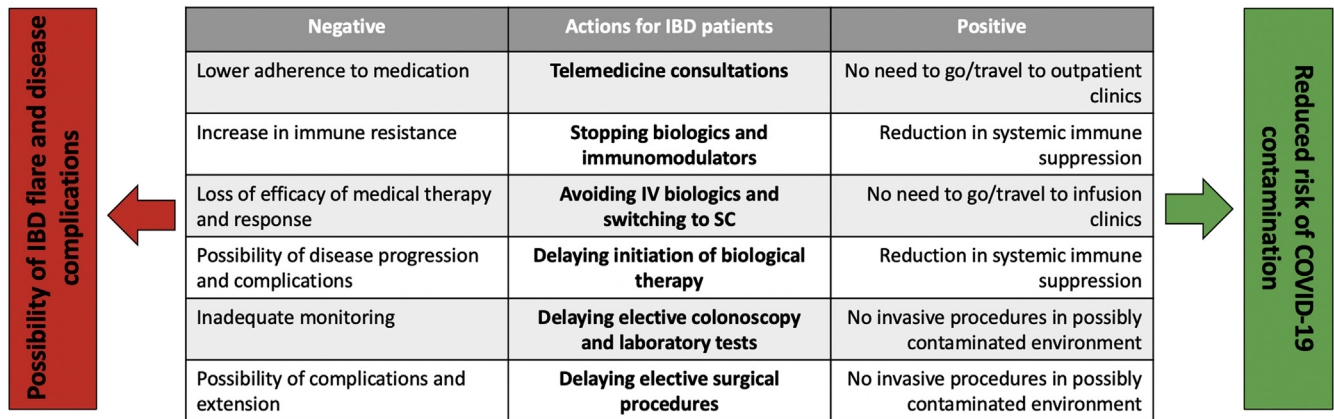 Possibility of IBD flare and disease
complications
Negative
Actions for IBD patients
Positive
Lower adherence to medication
Telemedicine consultations
No need to go/travel to outpatient
clinics
Increase in immune resistance
Stopping biologics and
immunomodulators
Reduction in systemic immune
suppression
Loss of efficacy of medical therapy
and response
Avoiding IV biologics and
switching to SC
No need to go/travel to infusion
clinics
Possibility of disease progression
and complications
Delaying initiation of biological
therapy
Reduction in systemic immune
suppression
Inadequate monitoring
Delaying elective colonoscopy
and laboratory tests
No invasive procedures in possibly
contaminated environment
Possibility of complications and
extension
Delaying elective surgical
procedures
No invasive procedures in possibly
contaminated environment
Reduced risk of COVID-19
contamination